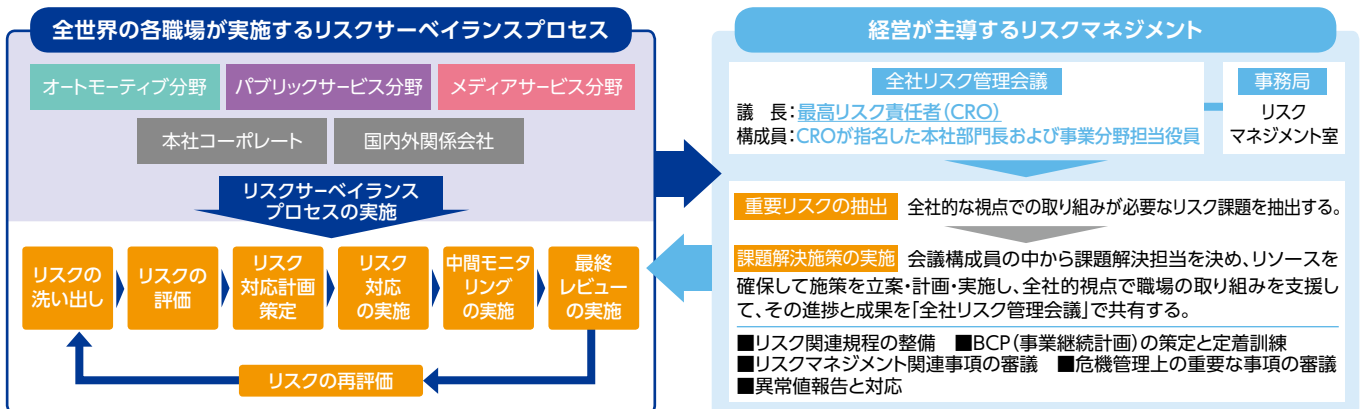 全世界の各職場が実施するリスクサーベイランスプロセス
オートモーティブ分野
パブリックサービス分野
メディアサービス分野
本社コーポレート
国内外関係会社
リスクサーベイランス
プロセスの実施
リスクの
洗い出し
リスクの
評価
リスク
対応計画
策定
リスク
対応
の実施
中間モニタ
リング
の実施
最終
レビュー
の実施
リスクの再評価
経営が主導するリスクマネジメント
全社リスク管理会議
議　長：最高リスク責任者（CRO）
構成員：CROが指名した本社部門長および事業分野担当役員
事務局
リスク
マネジメント室
重要リスクの抽出 全社的な視点での取り組みが必要なリスク課題を抽出する。
課題解決施策の実施 会議構成員の中から課題解決担当を決め、リソースを
確保して施策を立案・計画・実施し、全社的視点で職場の取り組みを支援し
て、その進捗と成果を「全社リスク管理会議」で共有する。
■リスク関連規程の整備　■BCP（事業継続計画）の策定と定着訓練
■リスクマネジメント関連事項の審議　■危機管理上の重要な事項の審議
■異常値報告と対応